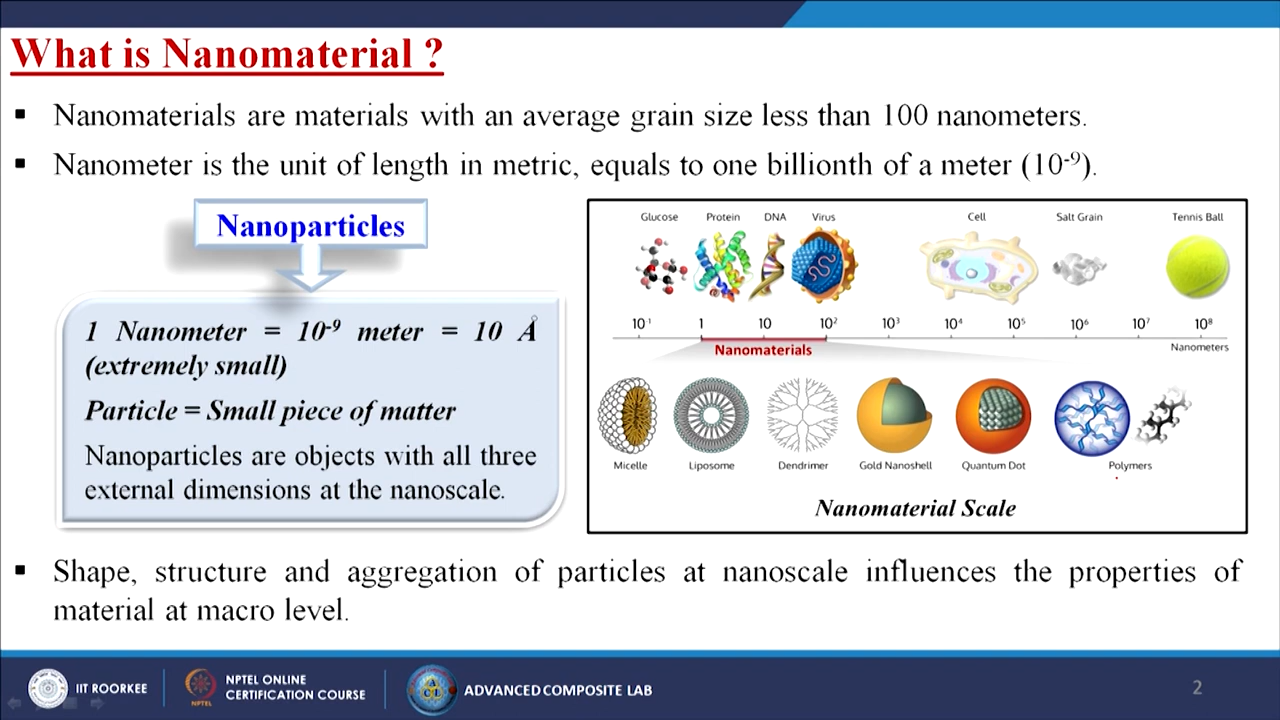 What is Nanomaterial ?
▪ Nanomaterials are materials with an average grain size less than 100 nanometers.
▪ Nanometer is the unit of length in metric, equals to one billionth of a meter (10⁻⁹).
Nanoparticles
1 Nanometer = 10⁻⁹ meter = 10 Å
(extremely small)
Particle = Small piece of matter
Nanoparticles are objects with all three
external dimensions at the nanoscale.
Glucose Protein DNA Virus Cell Salt Grain Tennis Ball
10⁻¹ 1 10 10² 10³ 10⁴ 10⁵ 10⁶ 10⁷ 10⁸
Nanomaterials Nanometers
Micelle Liposome Dendrimer Gold Nanoshell Quantum Dot Polymers
Nanomaterial Scale
▪ Shape, structure and aggregation of particles at nanoscale influences the properties of
material at macro level.
IIT ROORKEE
NPTEL
NPTEL ONLINE
CERTIFICATION COURSE
ACL
ADVANCED COMPOSITE LAB
2